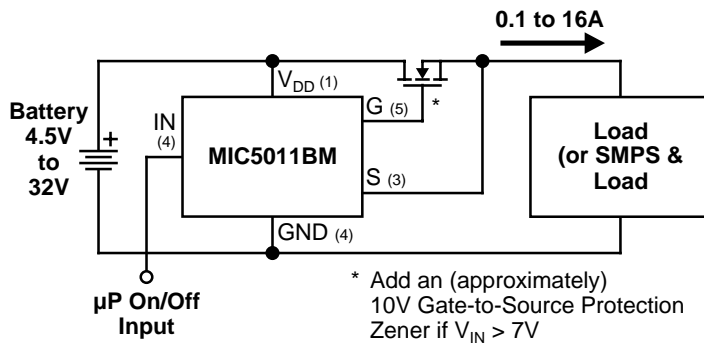 0.1 to 16A
VDD (1)
Battery
4.5V
to
32V
+
IN
(4)
MIC5011BM
G (5)
*
S (3)
GND (4)
Load
(or SMPS &
Load
µP On/Off
Input
* Add an (approximately)
10V Gate-to-Source Protection
Zener if VIN > 7V